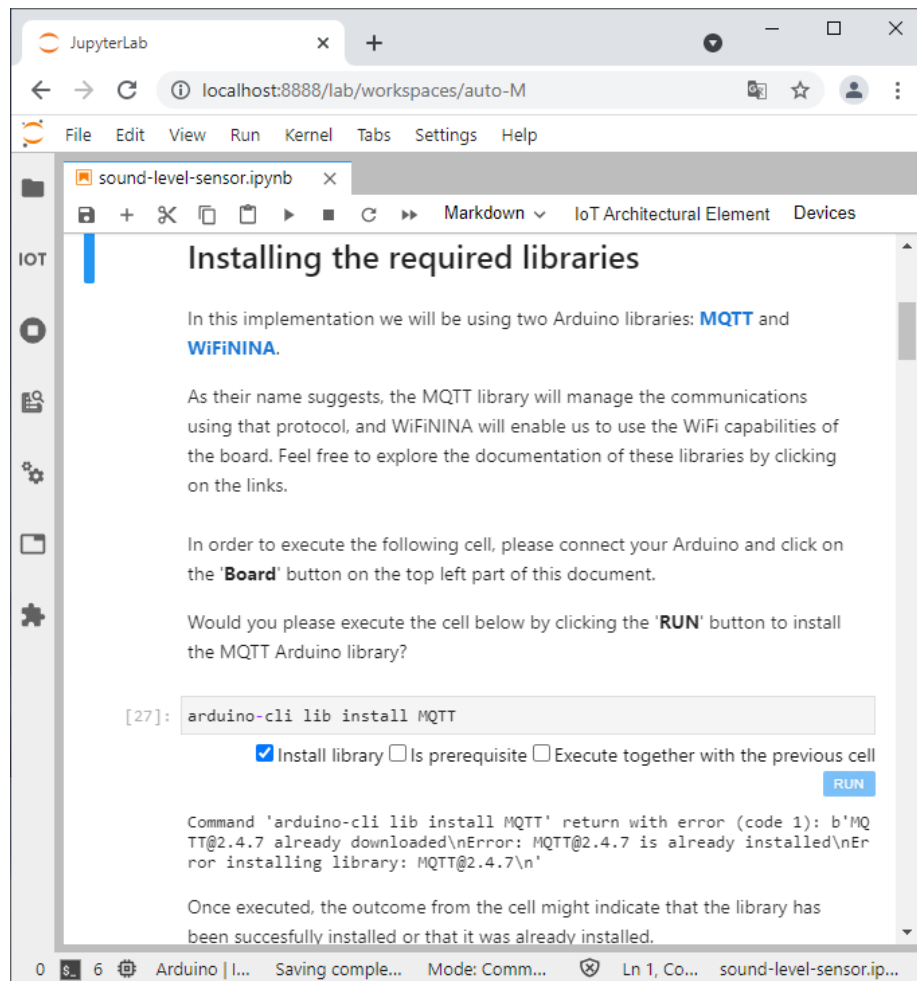 JupyterLab
localhost:8888/lab/workspaces/auto-M
File Edit View Run Kernel Tabs Settings Help
sound-level-sensor.ipynb
Markdown IoT Architectural Element Devices
IOT
Installing the required libraries
In this implementation we will be using two Arduino libraries: MQTT and
WiFiNINA.
As their name suggests, the MQTT library will manage the communications
using that protocol, and WiFiNINA will enable us to use the WiFi capabilities of
the board. Feel free to explore the documentation of these libraries by clicking
on the links.
In order to execute the following cell, please connect your Arduino and click on
the 'Board' button on the top left part of this document.
Would you please execute the cell below by clicking the 'RUN' button to install
the MQTT Arduino library?
[27]: arduino-cli lib install MQTT
Install library Is prerequisite Execute together with the previous cell
RUN
Command 'arduino-cli lib install MQTT' return with error (code 1): b'MQ
TT@2.4.7 already downloaded\nError: MQTT@2.4.7 is already installed\nEr
ror installing library: MQTT@2.4.7\n'
Once executed, the outcome from the cell might indicate that the library has
been succesfully installed or that it was already installed.
0 $_ 6 Arduino | I... Saving comple... Mode: Comm... Ln 1, Co... sound-level-sensor.ip...